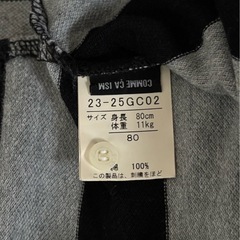 COMME ÇA ISM
23-25GC02
サイズ 身長 80cm
体重 11kg
80
綿 100%
この製品は、刺繍をほど